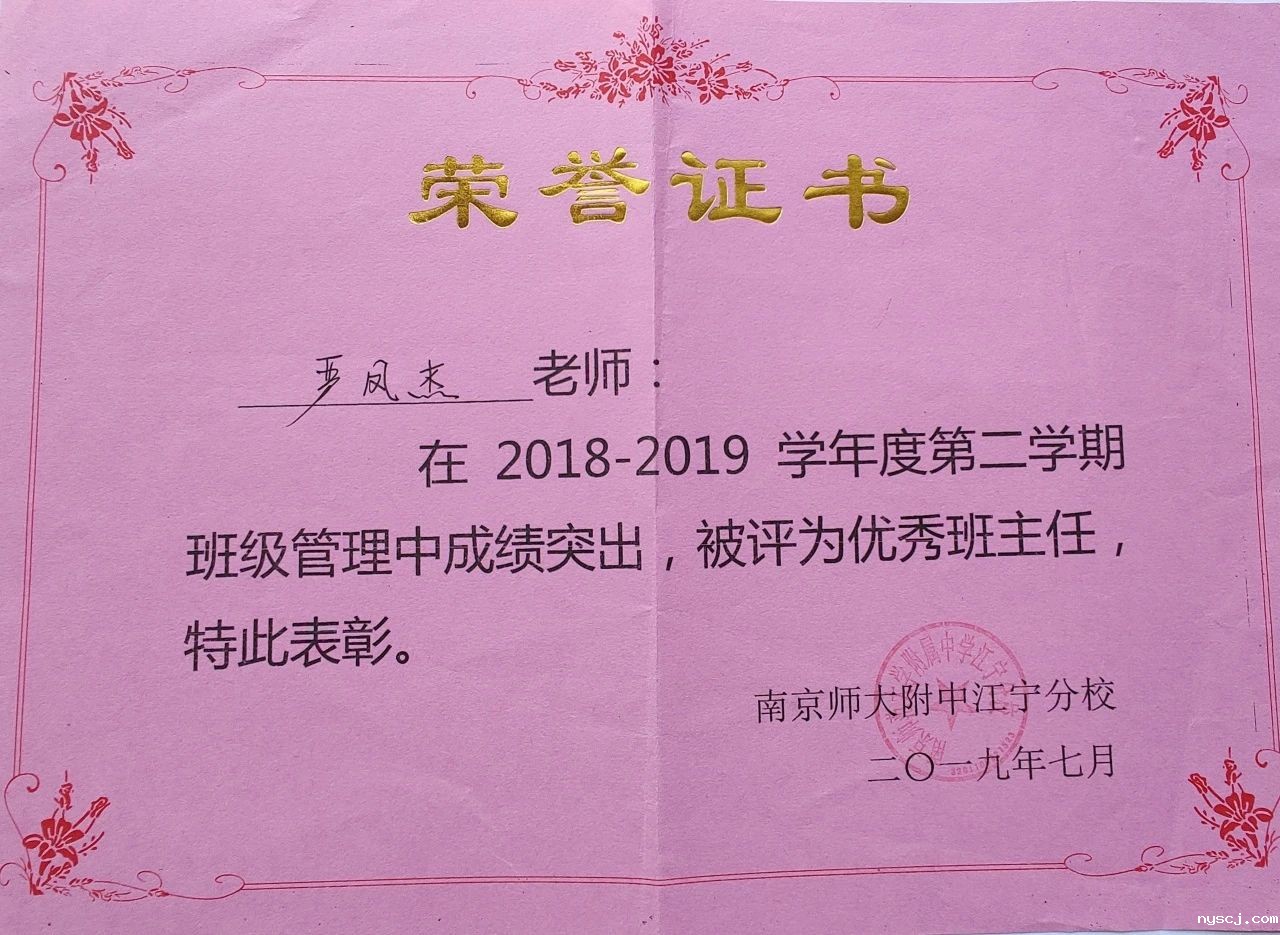 荣誉证书
严凤杰 老师：
在 2018-2019 学年度第二学期
班级管理中成绩突出，被评为优秀班主任，
特此表彰。
南京师大附中江宁分校
二〇一九年七月
nyscj.com